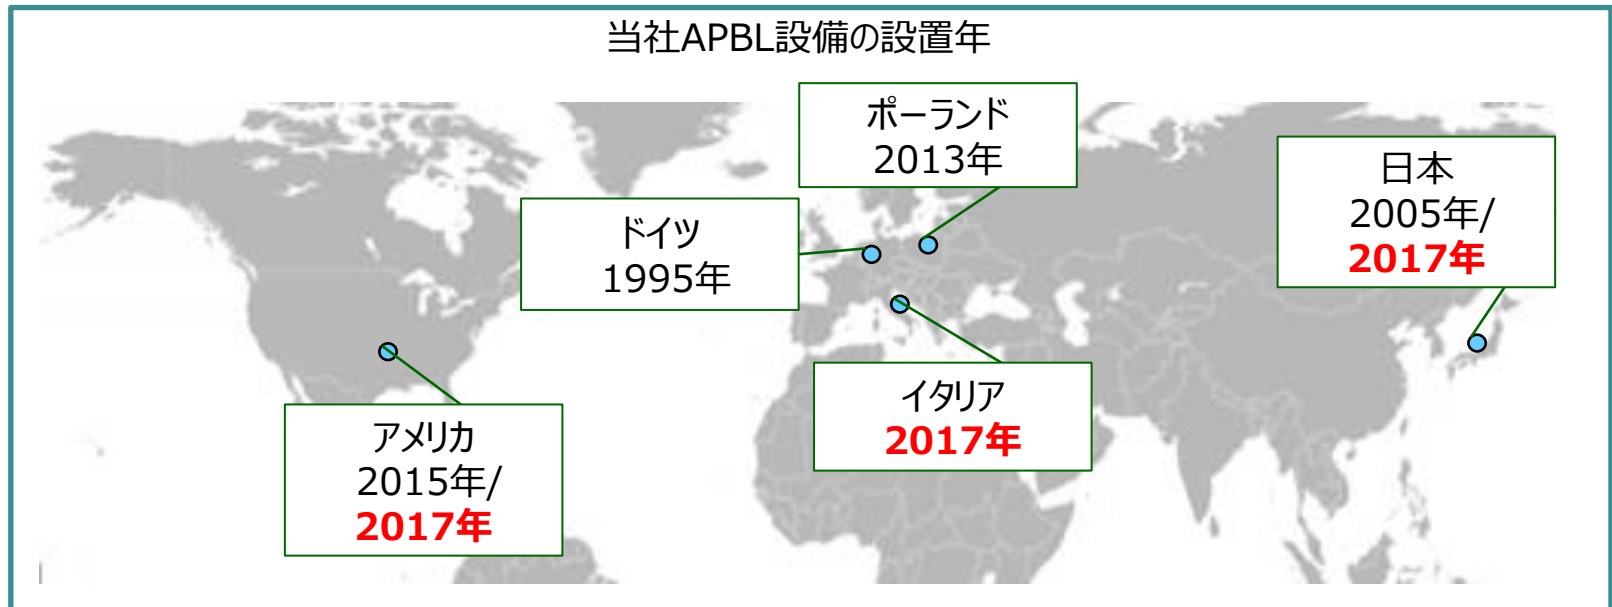 当社APBL設備の設置年
ポーランド
2013年
日本
2005年/
2017年
ドイツ
1995年
イタリア
2017年
アメリカ
2015年/
2017年